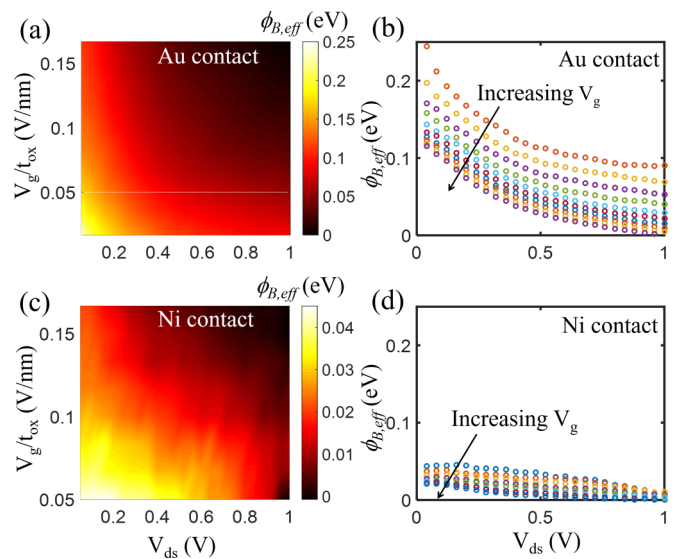 (a)
ϕB,eff (eV)
Au contact
Vg/tox (V/nm)
0.15
0.1
0.05
0.2 0.4 0.6 0.8 1
0.25
0.2
0.15
0.1
0.05
0
(b)
Au contact
Increasing Vg
ϕB,eff (eV)
0.2
0.1
0
0 0.5 1
(c)
ϕB,eff (eV)
Ni contact
Vg/tox (V/nm)
0.15
0.1
0.05
0.2 0.4 0.6 0.8 1
Vds (V)
0.04
0.03
0.02
0.01
0
(d)
Ni contact
Increasing Vg
ϕB,eff (eV)
0.2
0.1
0
0 0.5 1
Vds (V)